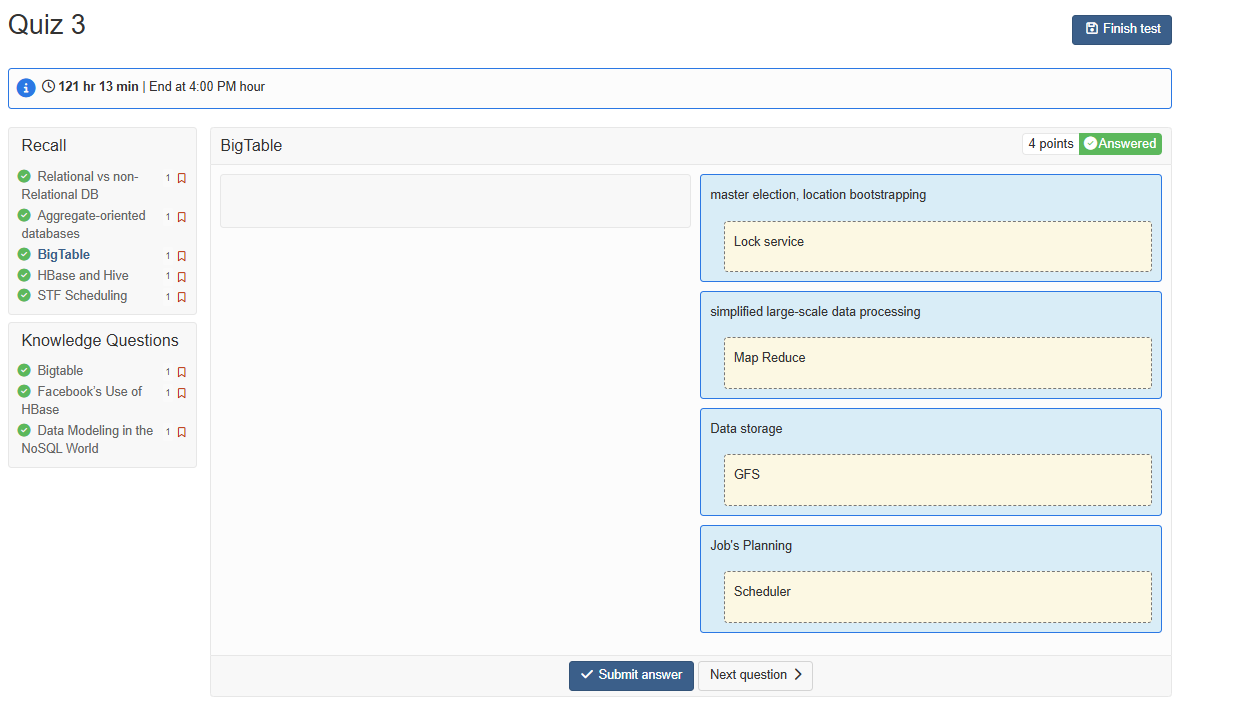 Quiz 3
Finish test
121 hr 13 min | End at 4:00 PM hour
Recall
Relational vs non-
Relational DB
1
Aggregate-oriented
databases
1
BigTable
1
HBase and Hive
1
STF Scheduling
1
Knowledge Questions
Bigtable
1
Facebook's Use of
HBase
1
Data Modeling in the
NoSQL World
1
BigTable
4 points
Answered
master election, location bootstrapping
Lock service
simplified large-scale data processing
Map Reduce
Data storage
GFS
Job's Planning
Scheduler
Submit answer
Next question